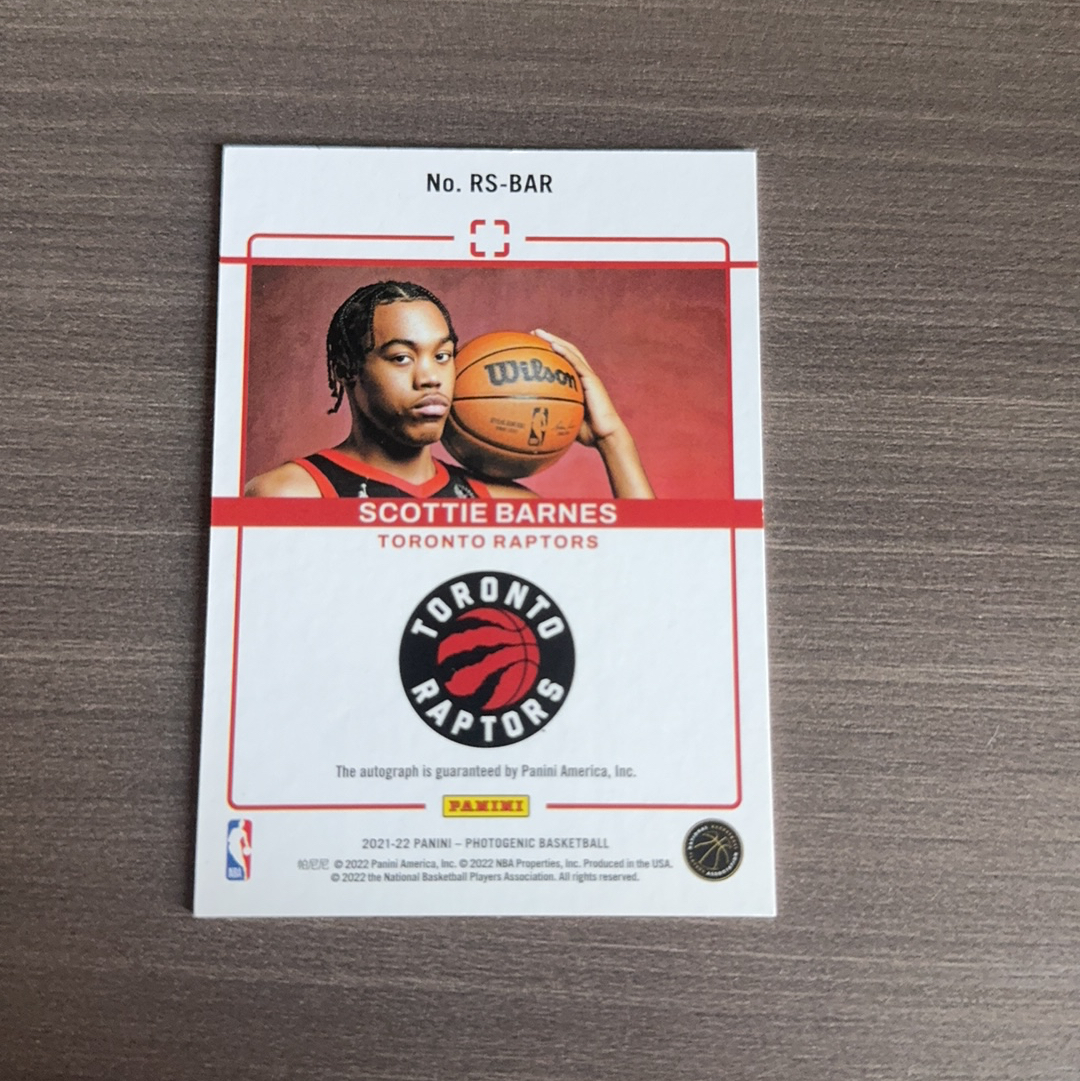 No. RS-BAR
Wilson
SCOTTIE BARNES
TORONTO RAPTORS
TORONTO
RAPTORS
The autograph is guaranteed by Panini America, Inc.
PANINI
2021-22 PANINI – PHOTOGENIC BASKETBALL
帕尼尼 © 2022 Panini America, Inc. © 2022 NBA Properties, Inc. Produced in the USA.
© 2022 the National Basketball Players Association. All rights reserved.
NBA